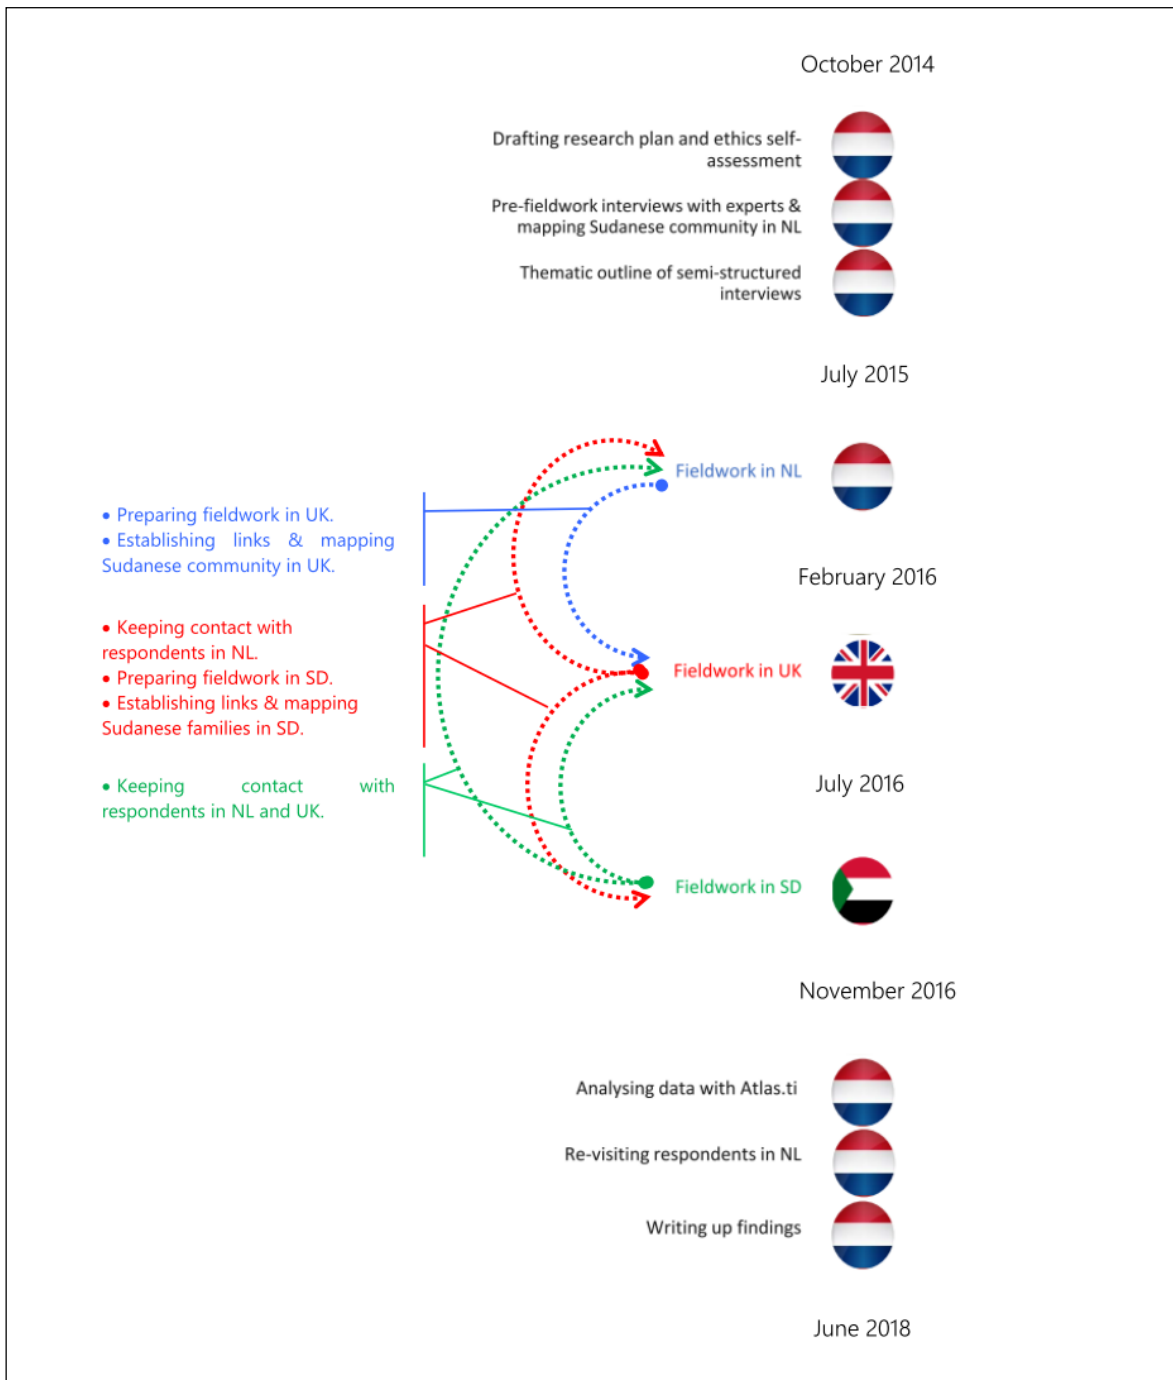 October 2014
Drafting research plan and ethics self-
assessment
Pre-fieldwork interviews with experts &
mapping Sudanese community in NL
Thematic outline of semi-structured
interviews
July 2015
Fieldwork in NL
• Preparing fieldwork in UK.
• Establishing links & mapping
Sudanese community in UK.
February 2016
• Keeping contact with
respondents in NL.
• Preparing fieldwork in SD.
• Establishing links & mapping
Sudanese families in SD.
Fieldwork in UK
July 2016
• Keeping contact with
respondents in NL and UK.
Fieldwork in SD
November 2016
Analysing data with Atlas.ti
Re-visiting respondents in NL
Writing up findings
June 2018